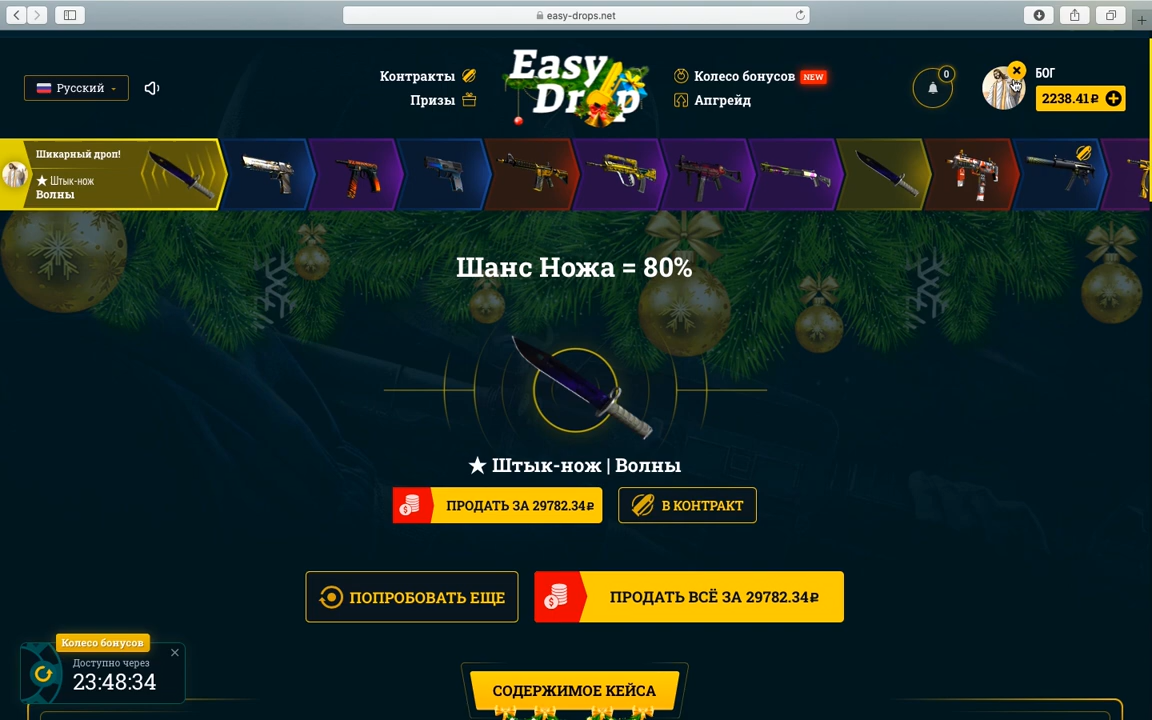 easy-drops.net
Русский
Контракты
Призы
Easy
Drop
Колесо бонусов NEW
Апгрейд
0
БОГ
2238.41₽
Шикарный дроп!
★ Штык-нож
Волны
Шанс Ножа = 80%
★ Штык-нож | Волны
ПРОДАТЬ ЗА 29782.34₽
В КОНТРАКТ
ПОПРОБОВАТЬ ЕЩЕ
ПРОДАТЬ ВСЁ ЗА 29782.34₽
Колесо бонусов
Доступно через
23:48:34
СОДЕРЖИМОЕ КЕЙСА